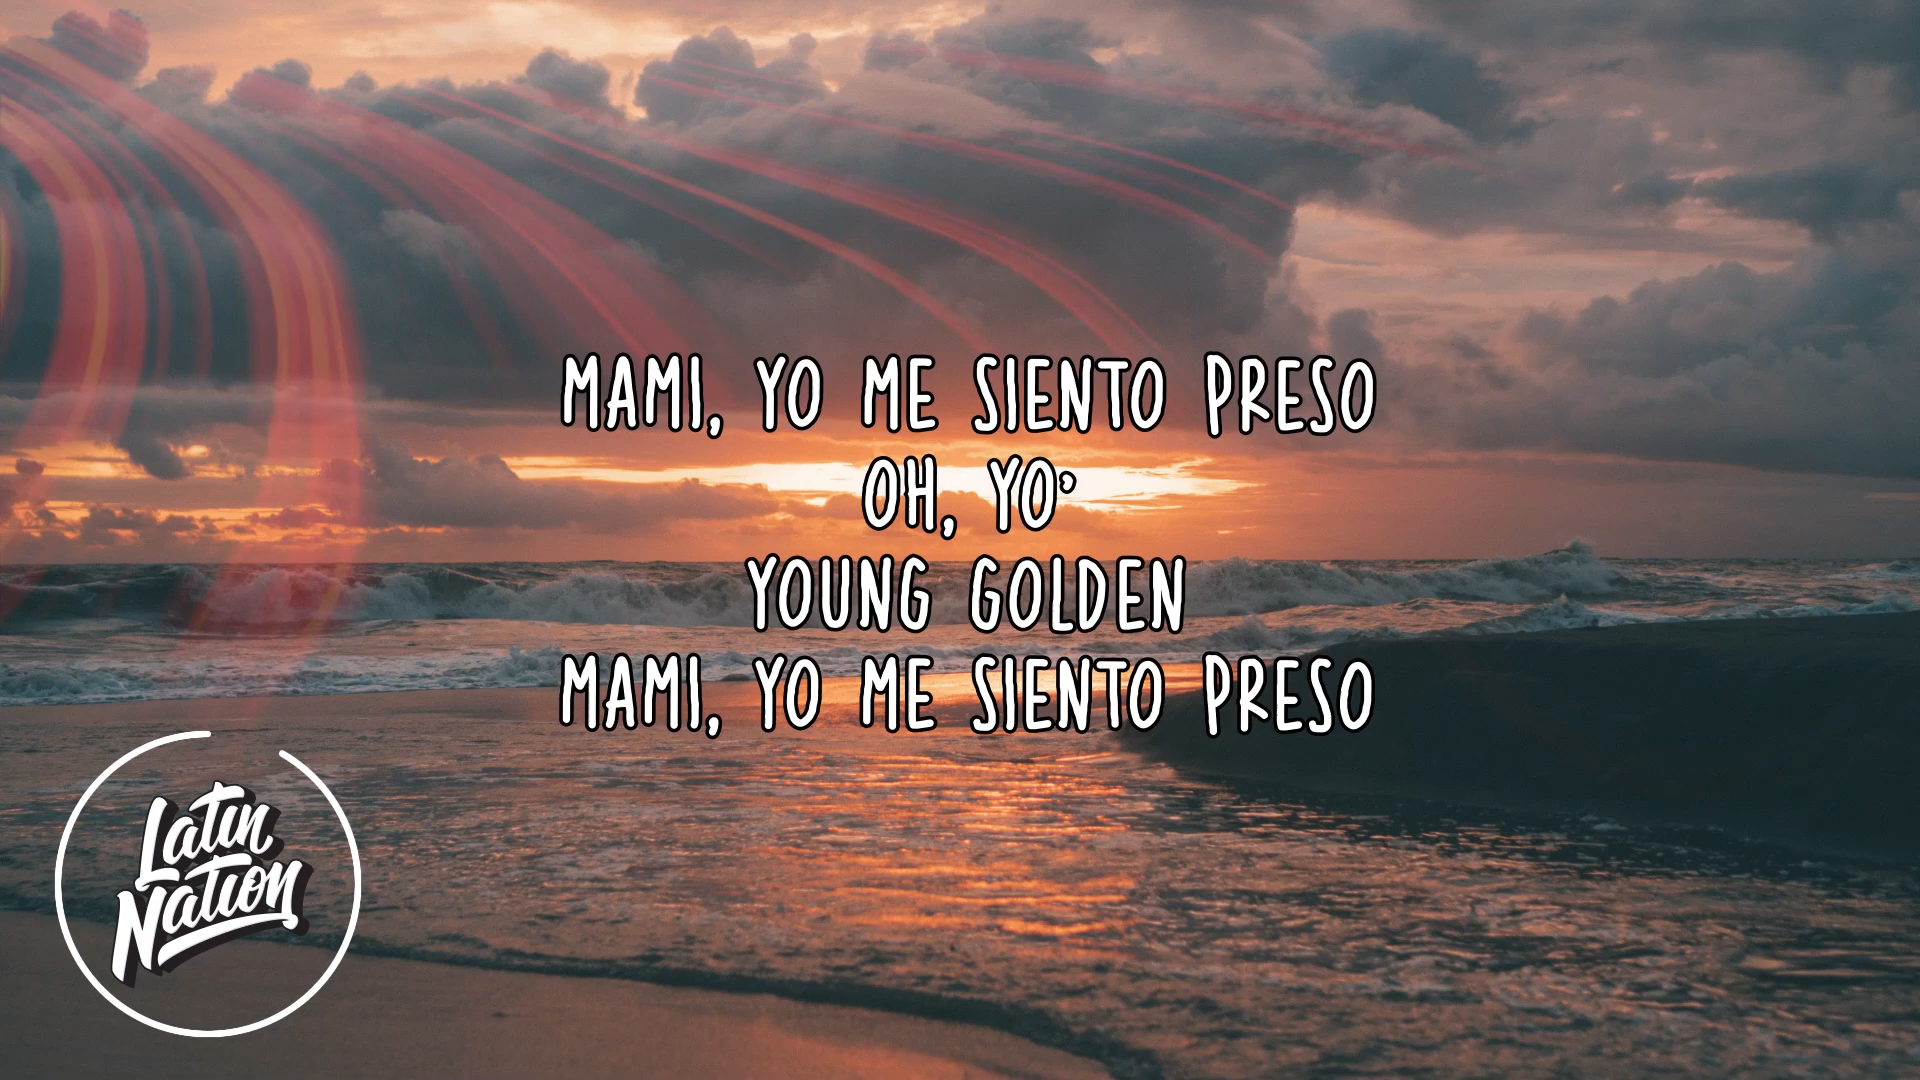 MAMI, YO ME SIENTO PRESO
OH, YO'
YOUNG GOLDEN
MAMI, YO ME SIENTO PRESO
Latin
Nation